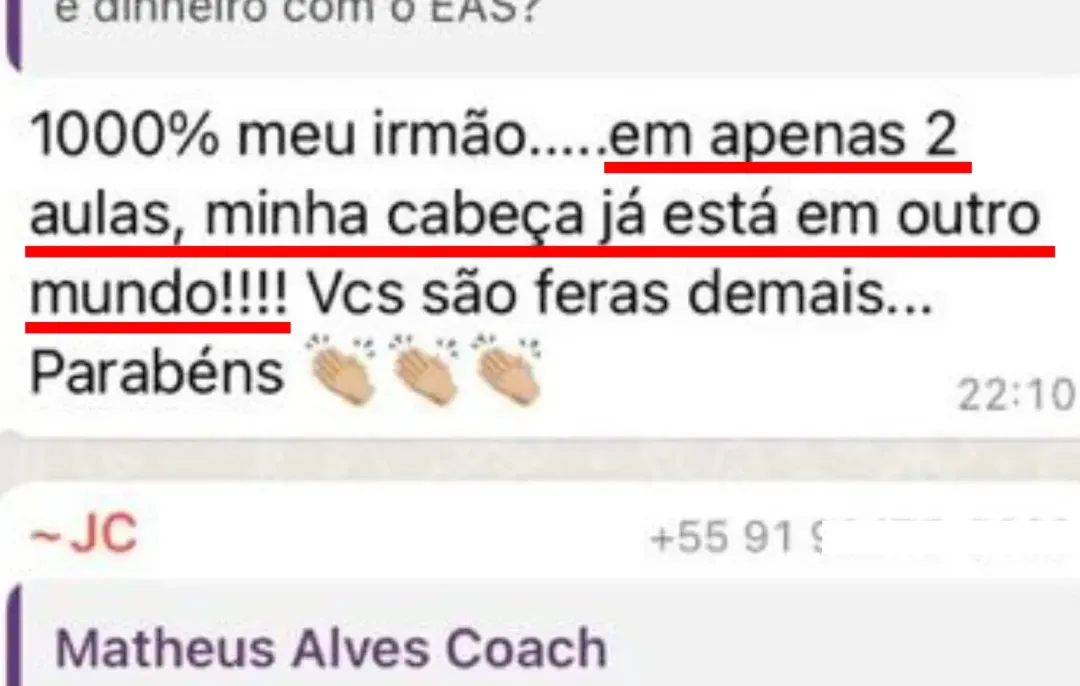 e dinheiro com o EAS?
1000% meu irmão.....em apenas 2
aulas, minha cabeça já está em outro
mundo!!!! Vcs são feras demais...
Parabéns 👏🏼👏🏼👏🏼
22:10
~JC
+55 91 9
Matheus Alves Coach